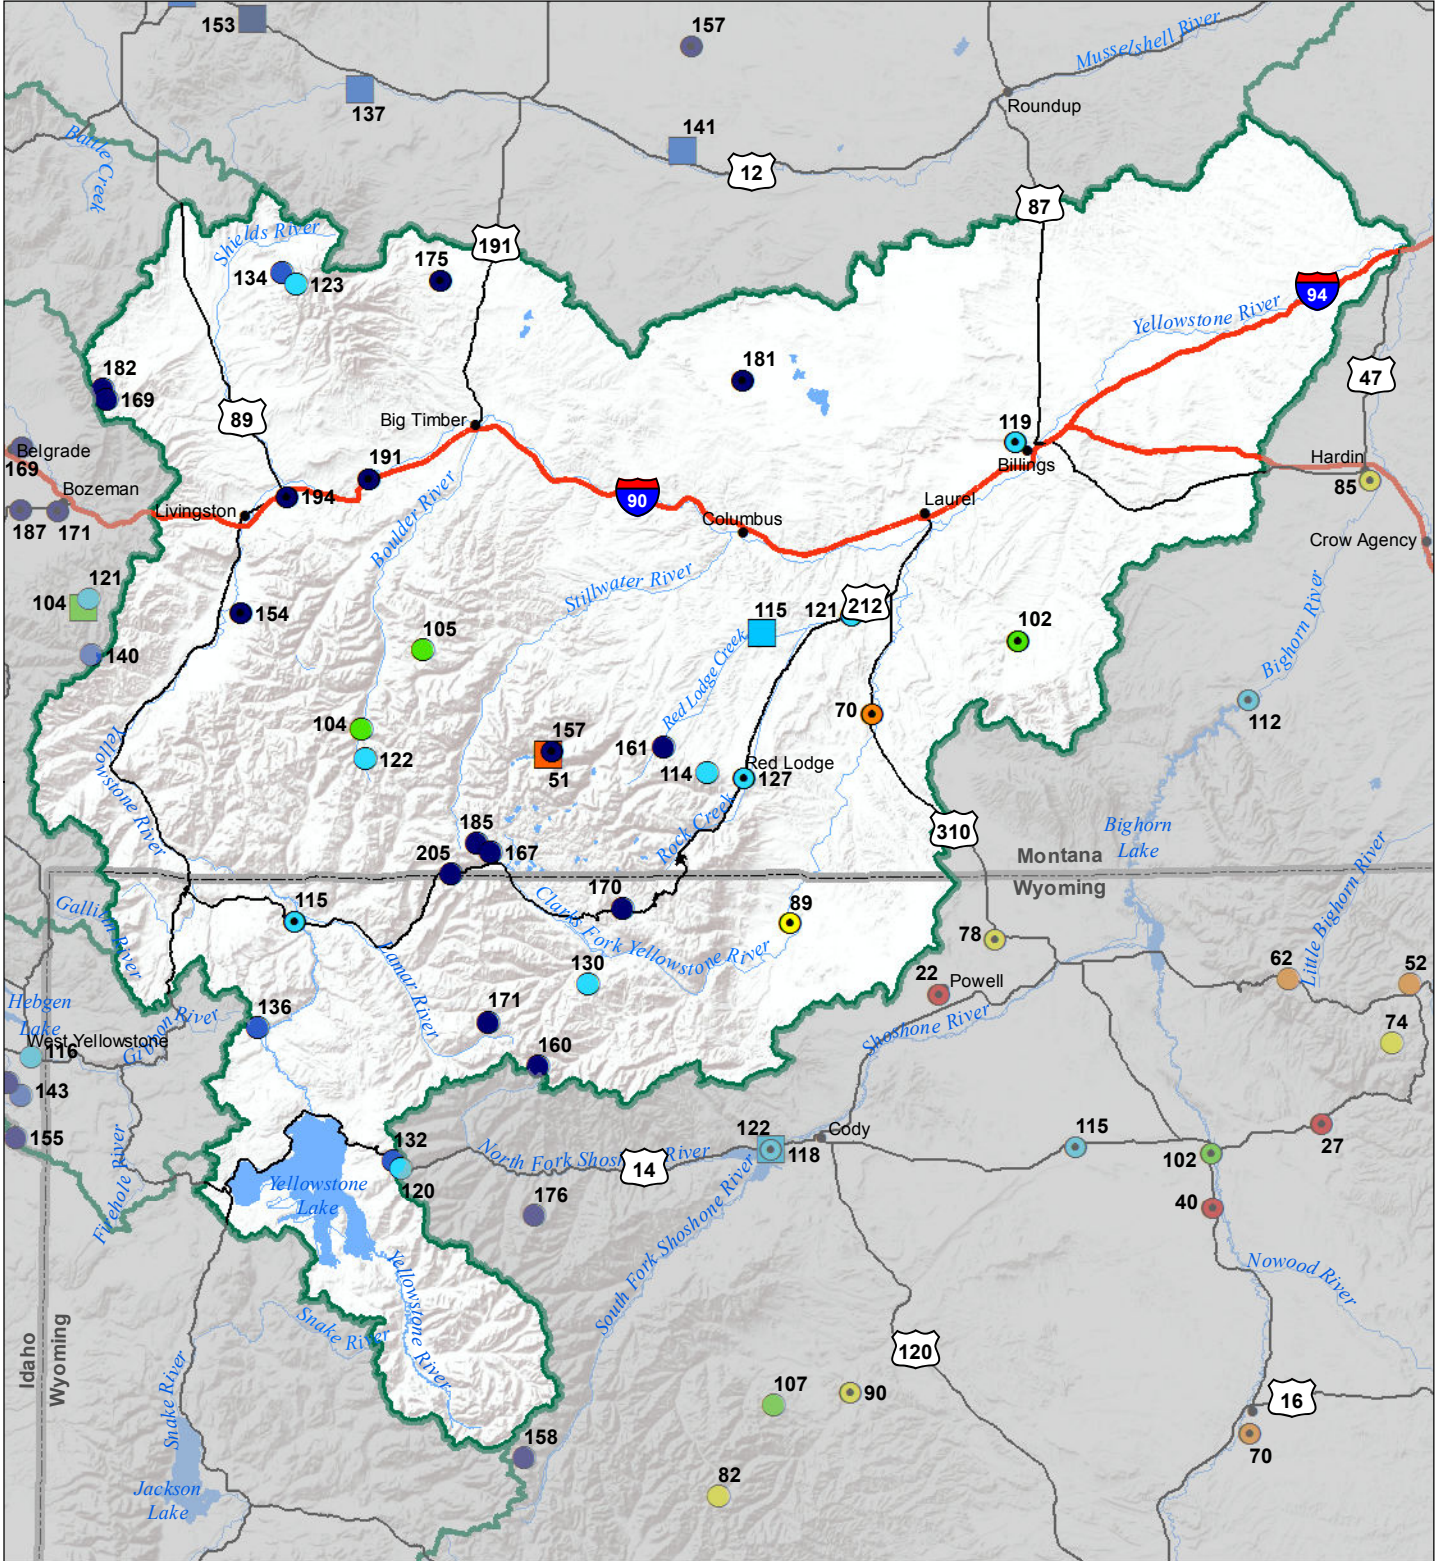 153
157
137
141
12
Roundup
Musselshell River
Battle Creek
87
191
Shields River
134
123
175
94
Yellowstone River
182
169
89
181
47
Big Timber
119
Billings
Hardin
85
Belgrade
169
Bozeman
187
171
191
194
Livingston
90
Columbus
Laurel
Crow Agency
Boulder River
Stillwater River
121
104
154
140
105
115
121
212
102
Bighorn River
112
Red Lodge Creek
70
104
122
157
51
161
114
Red Lodge
127
Yellowstone River
185
167
205
Rock Creek
310
Bighorn
Lake
Montana
Wyoming
Little Bighorn River
170
115
89
Clarks Fork Yellowstone River
Gallatin River
Lamar River
130
78
22
Powell
62
52
74
Hebgen
Lake
West Yellowstone
116
Gibbon River
136
171
160
Shoshone River
143
155
Firehole River
132
120
North Fork Shoshone River
14
122
118
Cody
115
102
27
40
Yellowstone
Lake
176
South Fork Shoshone River
Yellowstone River
Nowood River
Snake River
Snake River
Idaho
Wyoming
120
107
90
16
70
158
82
Jackson
Lake